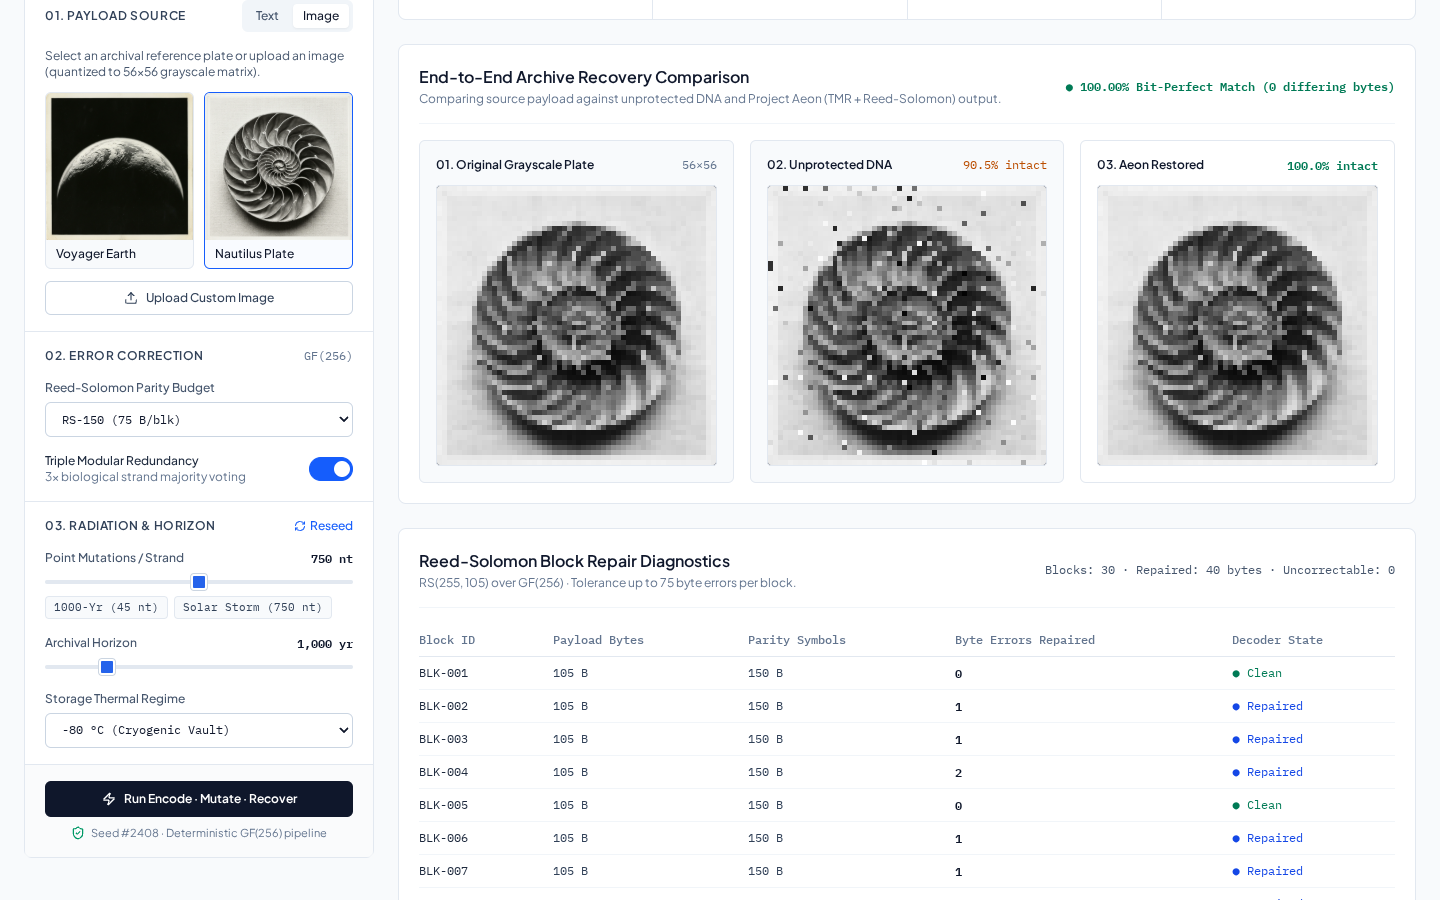 01. PAYLOAD SOURCE
Text
Image
Select an archival reference plate or upload an image
(quantized to 56×56 grayscale matrix).
Voyager Earth
Nautilus Plate
Upload Custom Image
02. ERROR CORRECTION
GF(256)
Reed-Solomon Parity Budget
RS-150 (75 B/blk)
Triple Modular Redundancy
3× biological strand majority voting
03. RADIATION & HORIZON
Reseed
Point Mutations / Strand
750 nt
1000-Yr (45 nt)
Solar Storm (750 nt)
Archival Horizon
1,000 yr
Storage Thermal Regime
-80 °C (Cryogenic Vault)
Run Encode · Mutate · Recover
Seed #2408 · Deterministic GF(256) pipeline
End-to-End Archive Recovery Comparison
Comparing source payload against unprotected DNA and Project Aeon (TMR + Reed-Solomon) output.
● 100.00% Bit-Perfect Match (0 differing bytes)
01. Original Grayscale Plate
56×56
02. Unprotected DNA
90.5% intact
03. Aeon Restored
100.0% intact
Reed-Solomon Block Repair Diagnostics
RS(255, 105) over GF(256) · Tolerance up to 75 byte errors per block.
Blocks: 30 · Repaired: 40 bytes · Uncorrectable: 0
Block ID Payload Bytes Parity Symbols Byte Errors Repaired Decoder State
BLK-001 105 B 150 B 0 ● Clean
BLK-002 105 B 150 B 1 ● Repaired
BLK-003 105 B 150 B 1 ● Repaired
BLK-004 105 B 150 B 2 ● Repaired
BLK-005 105 B 150 B 0 ● Clean
BLK-006 105 B 150 B 1 ● Repaired
BLK-007 105 B 150 B 1 ● Repaired